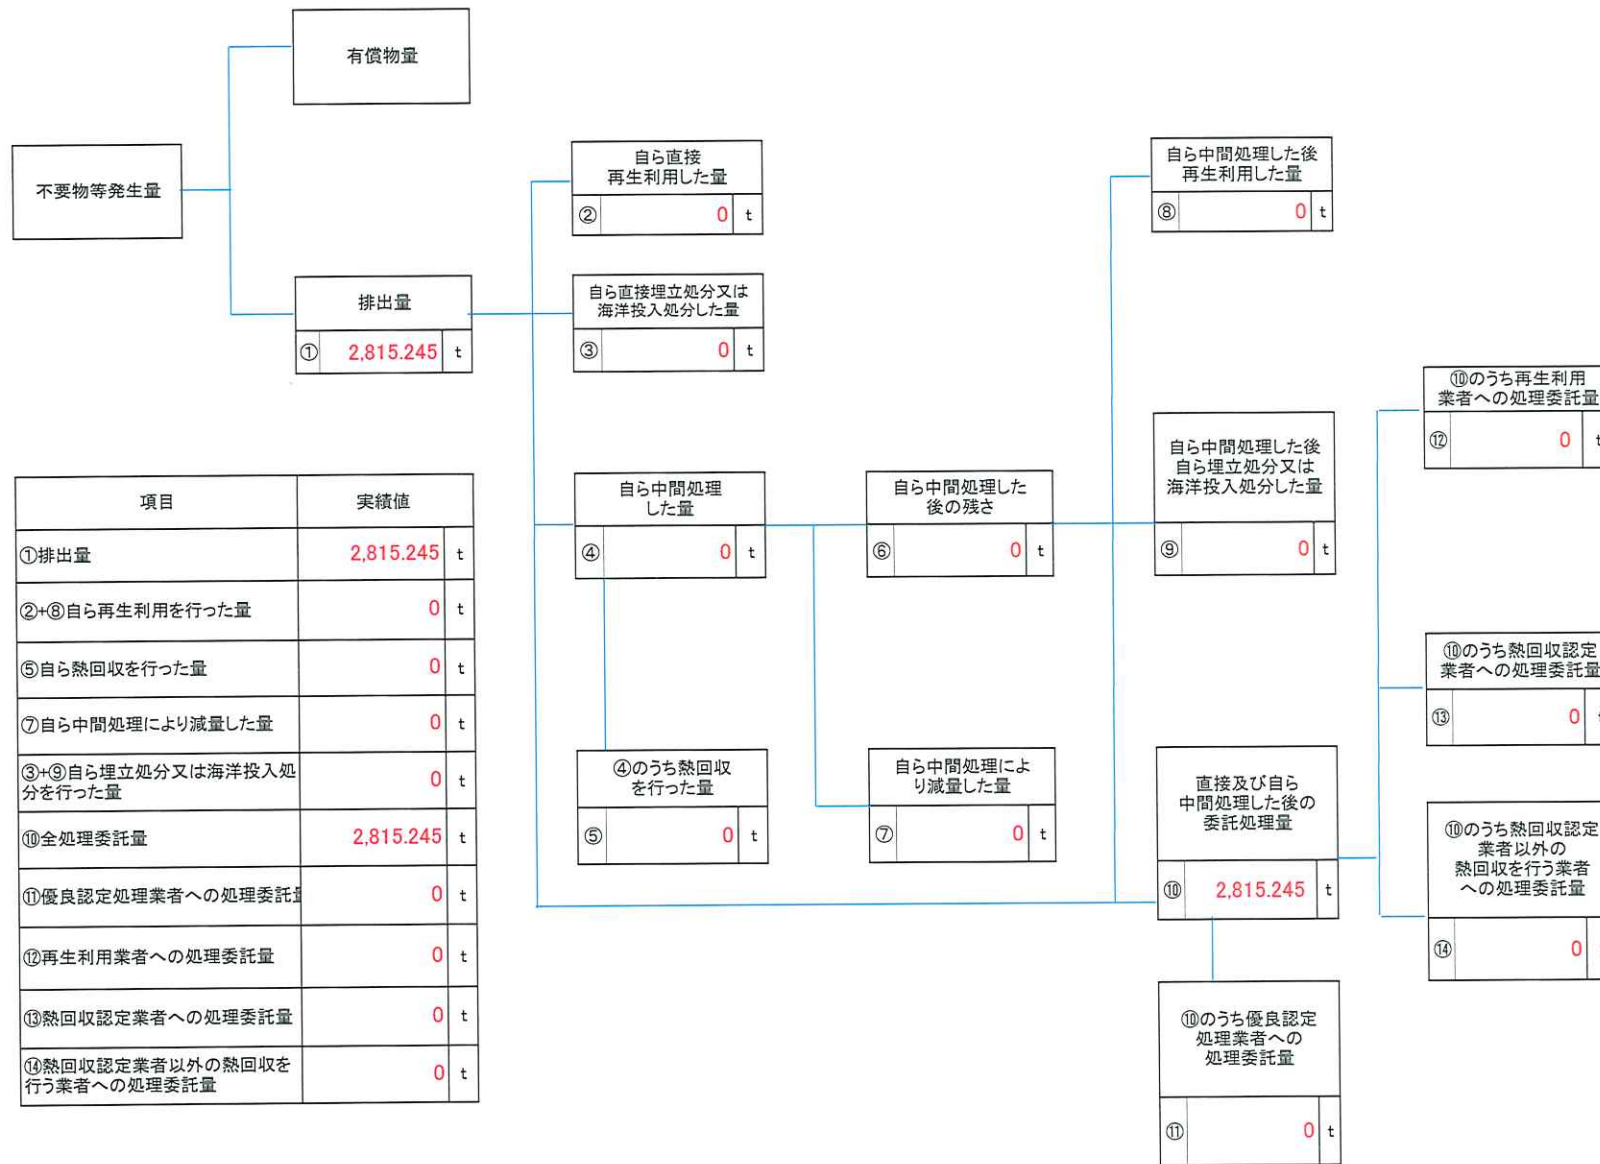 有償物量
不要物等発生量
排出量
① 2,815.245 t
自ら直接
再生利用した量
② 0 t
自ら直接埋立処分又は
海洋投入処分した量
③ 0 t
自ら中間処理
した量
④ 0 t
④のうち熱回収
を行った量
⑤ 0 t
自ら中間処理した
後の残さ
⑥ 0 t
自ら中間処理によ
り減量した量
⑦ 0 t
自ら中間処理した後
再生利用した量
⑧ 0 t
自ら中間処理した後
自ら埋立処分又は
海洋投入処分した量
⑨ 0 t
直接及び自ら
中間処理した後の
委託処理量
⑩ 2,815.245 t
⑩のうち優良認定
処理業者への
処理委託量
⑪ 0 t
⑩のうち再生利用
業者への処理委託量
⑫ 0 t
⑩のうち熱回収認定
業者への処理委託量
⑬ 0
⑩のうち熱回収認定
業者以外の
熱回収を行う業者
への処理委託量
⑭ 0
項目 実績値
①排出量 2,815.245 t
②+⑧自ら再生利用を行った量 0 t
⑤自ら熱回収を行った量 0 t
⑦自ら中間処理により減量した量 0 t
③+⑨自ら埋立処分又は海洋投入処
分を行った量 0 t
⑩全処理委託量 2,815.245 t
⑪優良認定処理業者への処理委託量 0 t
⑫再生利用業者への処理委託量 0 t
⑬熱回収認定業者への処理委託量 0 t
⑭熱回収認定業者以外の熱回収を
行う業者への処理委託量 0 t